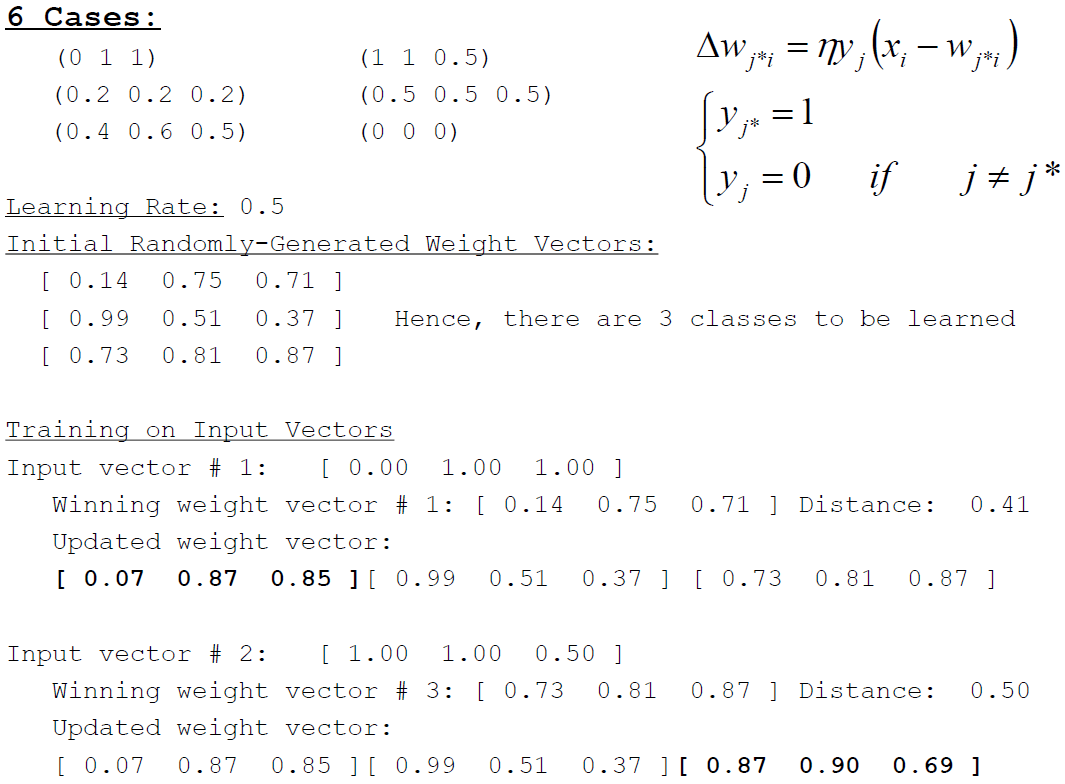 6 Cases:
(0 1 1) (1 1 0.5)
(0.2 0.2 0.2) (0.5 0.5 0.5)
(0.4 0.6 0.5) (0 0 0)
Δw_{j*i} = ηy_j(x_i − w_{j*i})
{ y_{j*} = 1
y_j = 0 if j ≠ j*
Learning Rate: 0.5
Initial Randomly-Generated Weight Vectors:
[ 0.14 0.75 0.71 ]
[ 0.99 0.51 0.37 ] Hence, there are 3 classes to be learned
[ 0.73 0.81 0.87 ]
Training on Input Vectors
Input vector # 1: [ 0.00 1.00 1.00 ]
Winning weight vector # 1: [ 0.14 0.75 0.71 ] Distance: 0.41
Updated weight vector:
[ 0.07 0.87 0.85 ][ 0.99 0.51 0.37 ] [ 0.73 0.81 0.87 ]
Input vector # 2: [ 1.00 1.00 0.50 ]
Winning weight vector # 3: [ 0.73 0.81 0.87 ] Distance: 0.50
Updated weight vector:
[ 0.07 0.87 0.85 ][ 0.99 0.51 0.37 ][ 0.87 0.90 0.69 ]